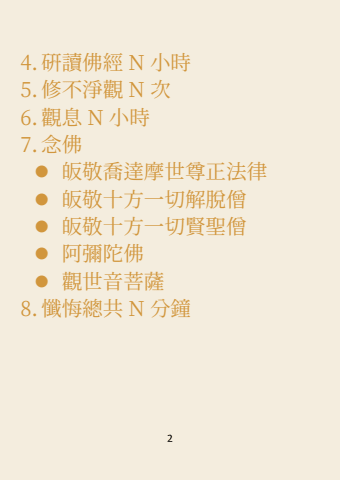 4. 研讀佛經 N 小時
5. 修不淨觀 N 次
6. 觀息 N 小時
7. 念佛
● 皈敬喬達摩世尊正法律
● 皈敬十方一切解脫僧
● 皈敬十方一切賢聖僧
● 阿彌陀佛
● 觀世音菩薩
8. 懺悔總共 N 分鐘
2